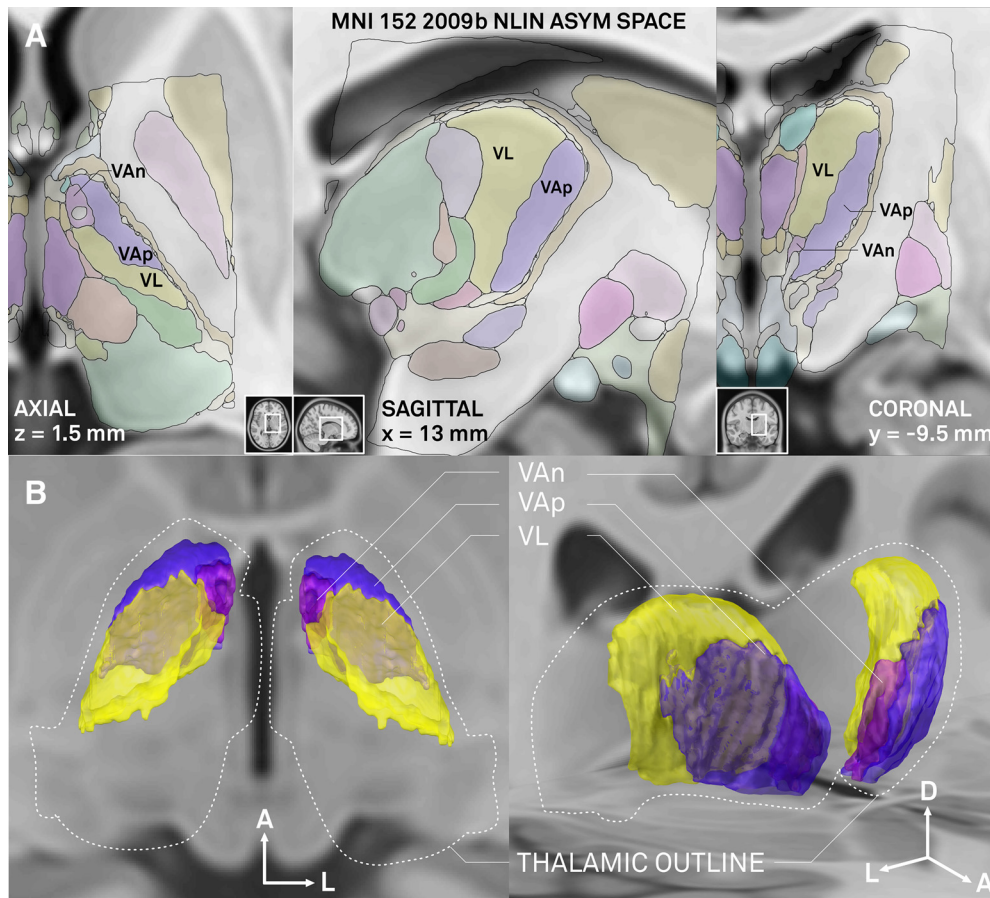 A
MNI 152 2009b NLIN ASYM SPACE
VAn
VAp
VL
AXIAL
z = 1.5 mm
VL
VAp
SAGITTAL
x = 13 mm
VL
VAp
VAn
CORONAL
y = -9.5 mm
B
VAn
VAp
VL
A
L
THALAMIC OUTLINE
D
L
A